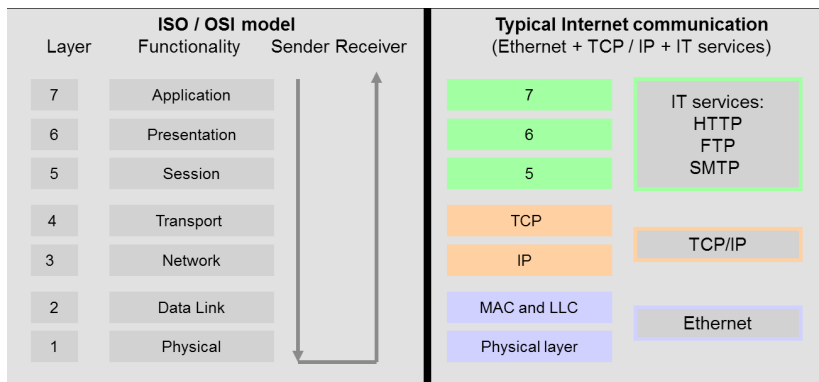 ISO / OSI model
Layer Functionality Sender Receiver
7 Application
6 Presentation
5 Session
4 Transport
3 Network
2 Data Link
1 Physical
Typical Internet communication
(Ethernet + TCP / IP + IT services)
7
6
5
TCP
IP
MAC and LLC
Physical layer
IT services:
HTTP
FTP
SMTP
TCP/IP
Ethernet